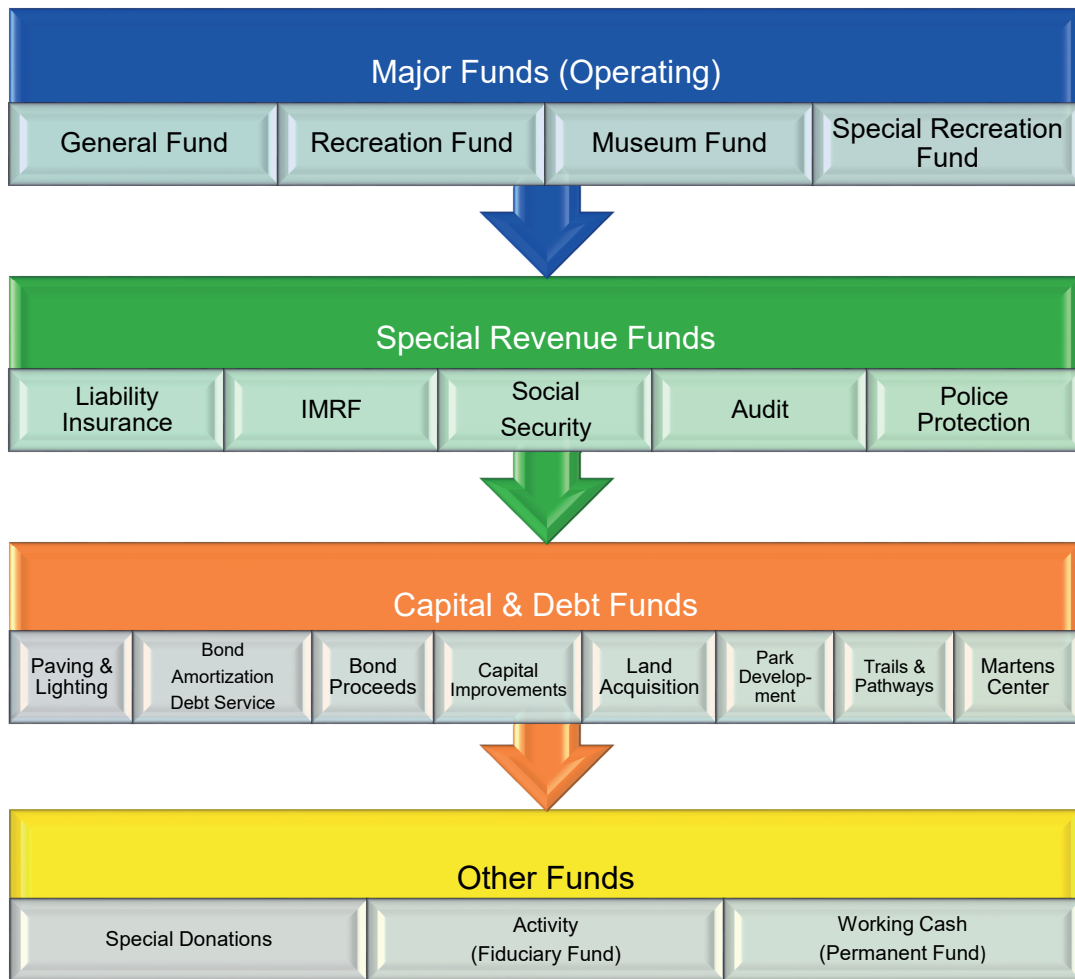 Major Funds (Operating)
General Fund
Recreation Fund
Museum Fund
Special Recreation
Fund
Special Revenue Funds
Liability
Insurance
IMRF
Social
Security
Audit
Police
Protection
Capital & Debt Funds
Paving &
Lighting
Bond
Amortization
Debt Service
Bond
Proceeds
Capital
Improvements
Land
Acquisition
Park
Develop-
ment
Trails &
Pathways
Martens
Center
Other Funds
Special Donations
Activity
(Fiduciary Fund)
Working Cash
(Permanent Fund)